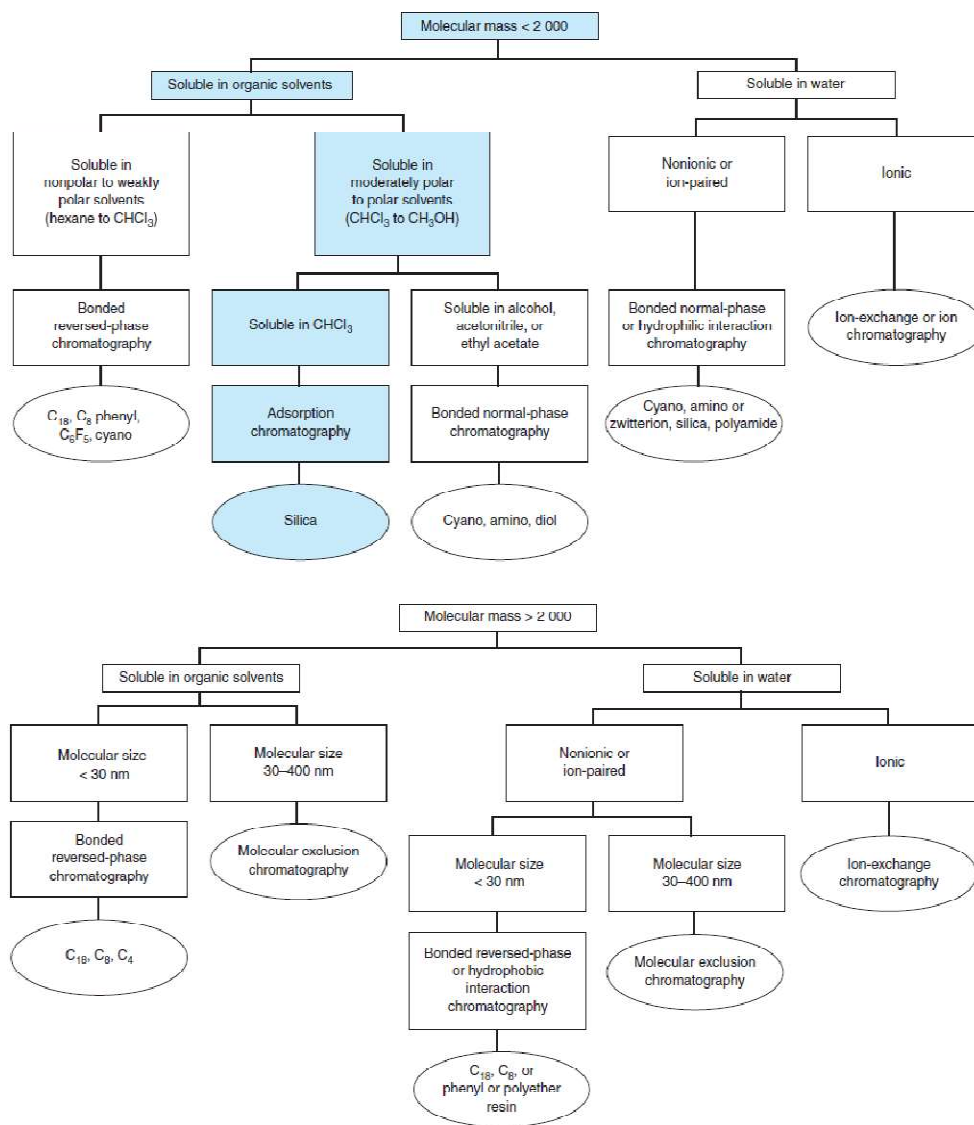 Molecular mass < 2 000
Soluble in organic solvents
Soluble in water
Soluble in
nonpolar to weakly
polar solvents
(hexane to CHCl₃)
Soluble in
moderately polar
to polar solvents
(CHCl₃ to CH₃OH)
Nonionic or
ion-paired
Ionic
Bonded
reversed-phase
chromatography
Soluble in CHCl₃
Soluble in alcohol,
acetonitrile, or
ethyl acetate
Bonded normal-phase
or hydrophilic interaction
chromatography
Ion-exchange or ion
chromatography
C₁₈, C₈ phenyl,
C₆F₅, cyano
Adsorption
chromatography
Bonded normal-phase
chromatography
Cyano, amino or
zwitterion, silica, polyamide
Silica
Cyano, amino, diol
Molecular mass > 2 000
Soluble in organic solvents
Soluble in water
Molecular size
< 30 nm
Molecular size
30–400 nm
Nonionic or
ion-paired
Ionic
Bonded
reversed-phase
chromatography
Molecular exclusion
chromatography
Molecular size
< 30 nm
Molecular size
30–400 nm
Ion-exchange
chromatography
C₁₈, C₈, C₄
Bonded reversed-phase
or hydrophobic
interaction
chromatography
Molecular exclusion
chromatography
C₁₈, C₈, or
phenyl or polyether
resin